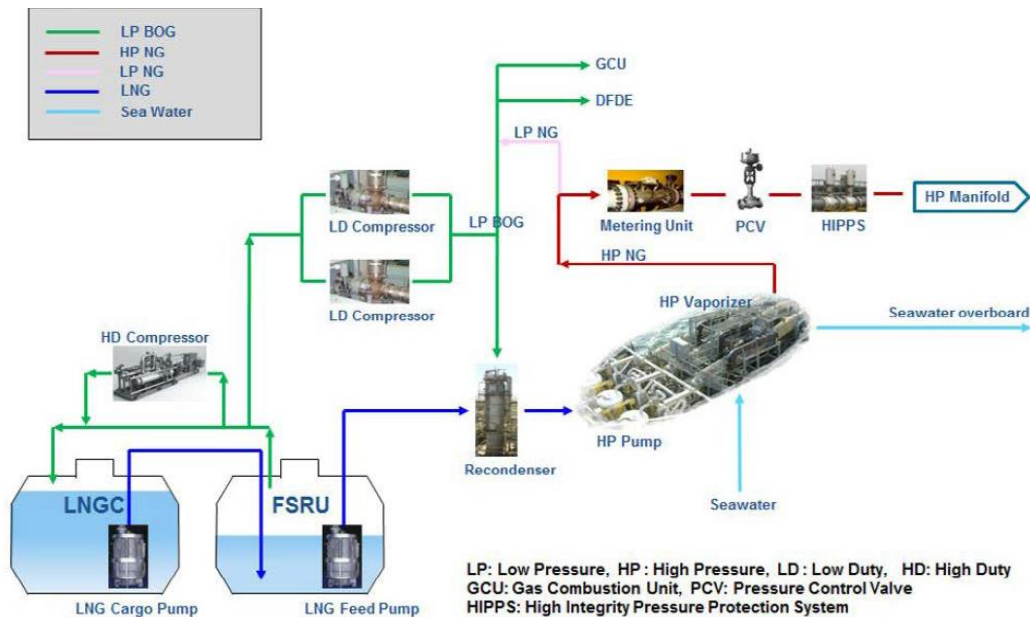 LP BOG
HP NG
LP NG
LNG
Sea Water
GCU
DFDE
LP NG
LD Compressor
LP BOG
Metering Unit
PCV
HIPPS
HP Manifold
HP NG
LD Compressor
HP Vaporizer
Seawater overboard
HD Compressor
HP Pump
Recondenser
LNGC
FSRU
Seawater
LNG Cargo Pump
LNG Feed Pump
LP: Low Pressure, HP : High Pressure, LD : Low Duty, HD: High Duty
GCU: Gas Combustion Unit, PCV: Pressure Control Valve
HIPPS: High Integrity Pressure Protection System